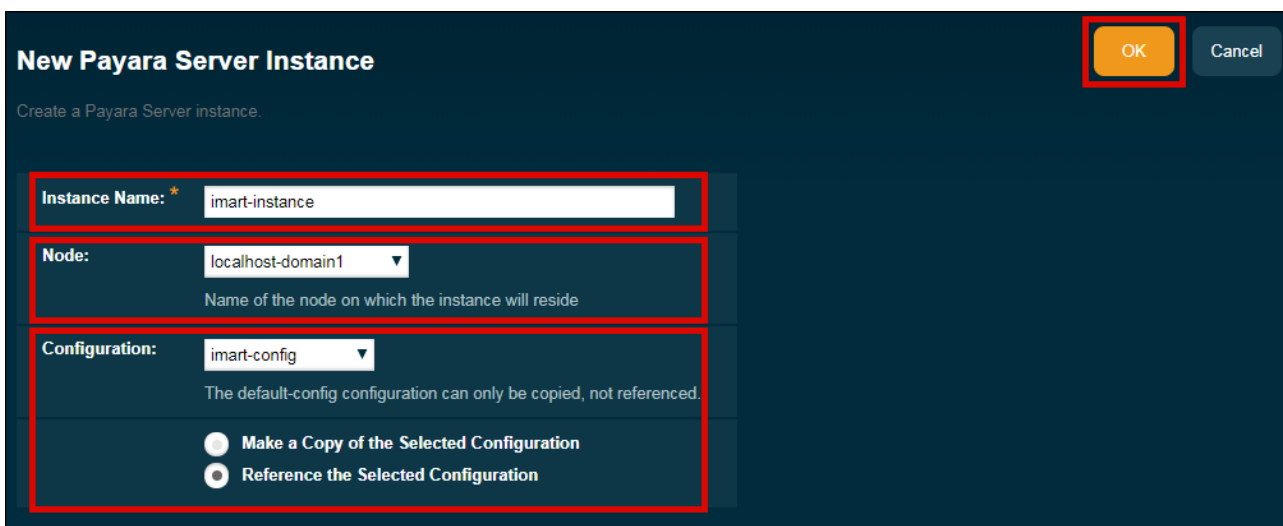 New Payara Server Instance
OK
Cancel
Create a Payara Server instance.
Instance Name: *
imart-instance
Node:
localhost-domain1
Name of the node on which the instance will reside
Configuration:
imart-config
The default-config configuration can only be copied, not referenced.
Make a Copy of the Selected Configuration
Reference the Selected Configuration